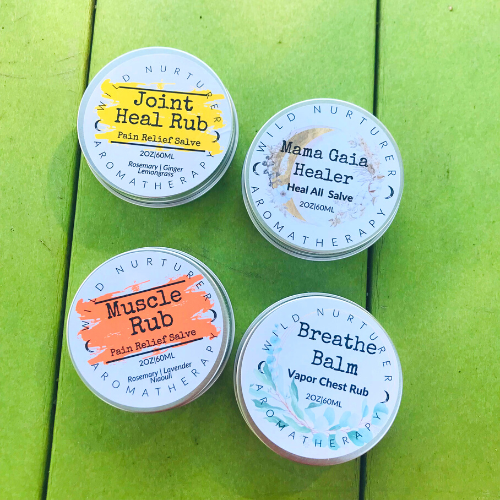 WILD NURTURER
Joint
Heal Rub
Pain Relief Salve
2OZ|60ML
Rosemary | Ginger
Lemongrass
AROMATHERAPY
WILD NURTURER
Mama Gaia
Healer
Heal All Salve
2OZ|60ML
AROMATHERAPY
WILD NURTURER
Muscle
Rub
Pain Relief Salve
2OZ|60ML
Rosemary | Lavender
Niaouli
AROMATHERAPY
WILD NURTURER
Breathe
Balm
Vapor Chest Rub
2OZ|60ML
AROMATHERAPY